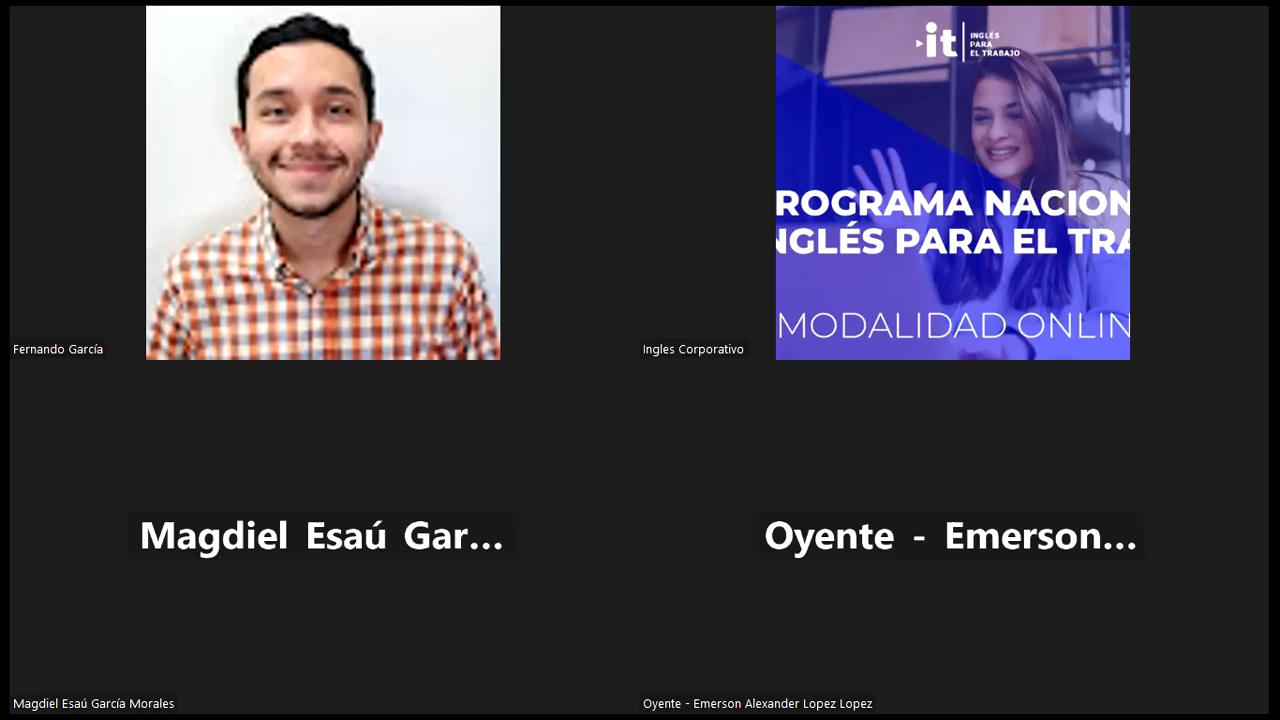 it
INGLÉS
PARA
EL TRABAJO
ROGRAMA NACION
NGLÉS PARA EL TRA
MODALIDAD ONLIN
Fernando García
Ingles Corporativo
Magdiel Esaú Gar...
Oyente - Emerson...
Magdiel Esaú García Morales
Oyente - Emerson Alexander Lopez Lopez